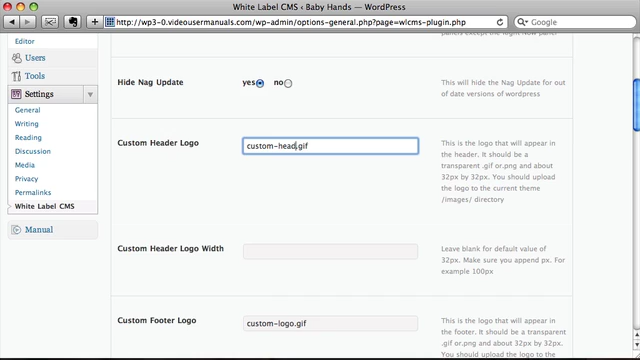 White Label CMS ‹ Baby Hands — WordPress
http://wp3-0.videousermanuals.com/wp-admin/options-general.php?page=wlcms-plugin.php
Google
Editor
Users
Tools
Settings
General
Writing
Reading
Discussion
Media
Privacy
Permalinks
White Label CMS
Manual
panels except the Right Now panel
Hide Nag Update
yes
no
This will hide the Nag Update for out
of date versions of wordpress
Custom Header Logo
custom-head.gif
This is the logo that will appear in
the header. It should be a
transparent .gif or.png and about
32px by 32px. You should upload
the logo to the current theme
/images/ directory
Custom Header Logo Width
Leave blank for default value of
32px. Make sure you append px. For
example 100px
Custom Footer Logo
custom-logo.gif
This is the logo that will appear in
the footer. It should be a transparent
.gif or.png and about 32px by 32px.
You should upload the logo to the